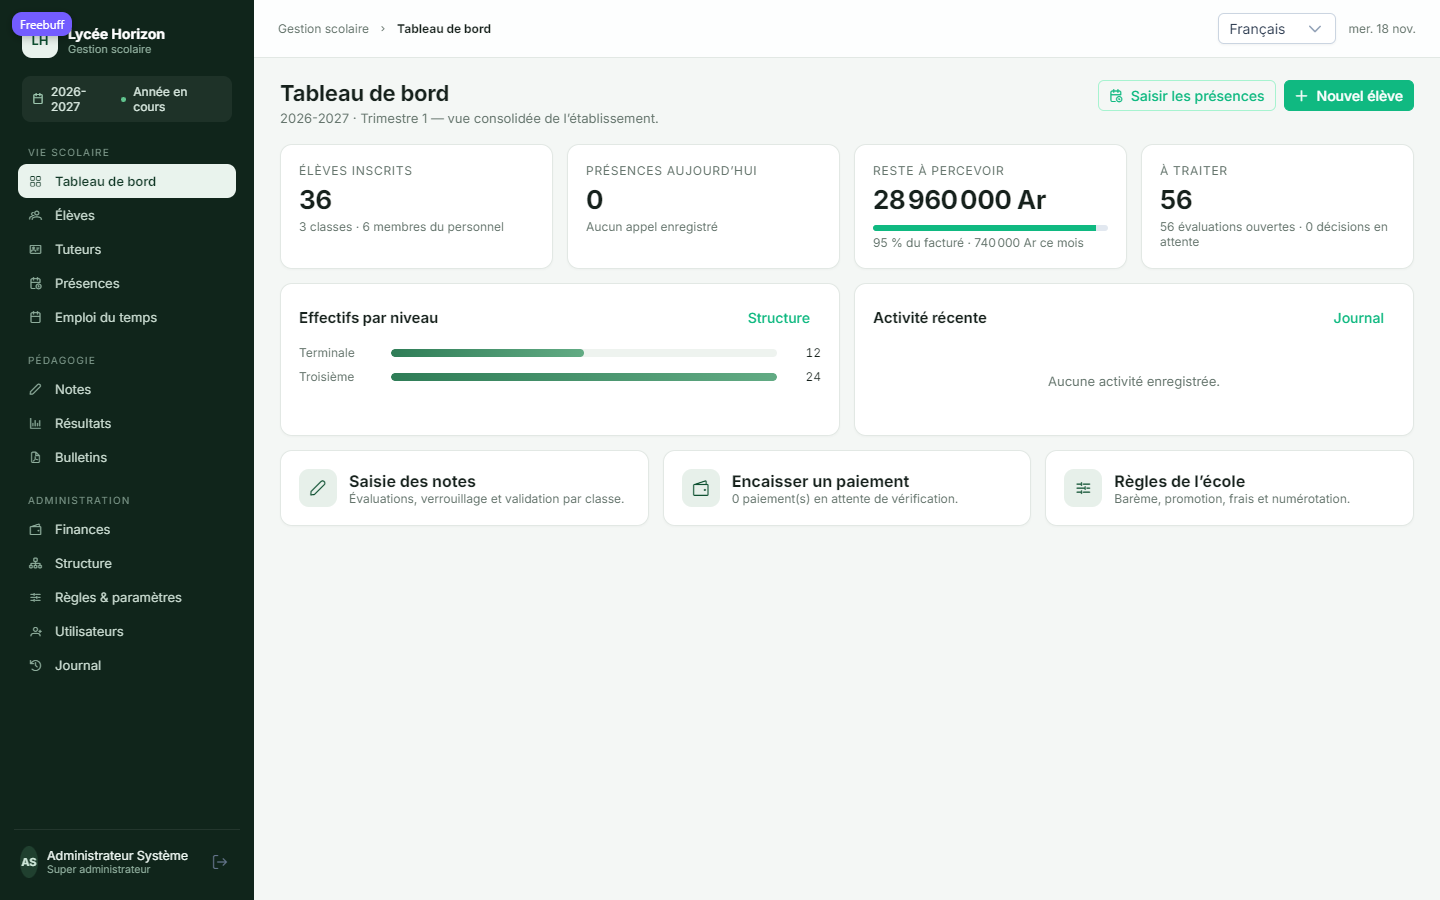 Freebuff
LH
Lycée Horizon
Gestion scolaire
2026-2027
Année en cours
VIE SCOLAIRE
Tableau de bord
Élèves
Tuteurs
Présences
Emploi du temps
PÉDAGOGIE
Notes
Résultats
Bulletins
ADMINISTRATION
Finances
Structure
Règles & paramètres
Utilisateurs
Journal
AS
Administrateur Système
Super administrateur
Gestion scolaire › Tableau de bord
Français
mer. 18 nov.
Tableau de bord
2026-2027 · Trimestre 1 — vue consolidée de l’établissement.
Saisir les présences
Nouvel élève
ÉLÈVES INSCRITS
36
3 classes · 6 membres du personnel
PRÉSENCES AUJOURD’HUI
0
Aucun appel enregistré
RESTE À PERCEVOIR
28 960 000 Ar
95 % du facturé · 740 000 Ar ce mois
À TRAITER
56
56 évaluations ouvertes · 0 décisions en
attente
Effectifs par niveau
Structure
Terminale 12
Troisième 24
Activité récente
Journal
Aucune activité enregistrée.
Saisie des notes
Évaluations, verrouillage et validation par classe.
Encaisser un paiement
0 paiement(s) en attente de vérification.
Règles de l’école
Barème, promotion, frais et numérotation.